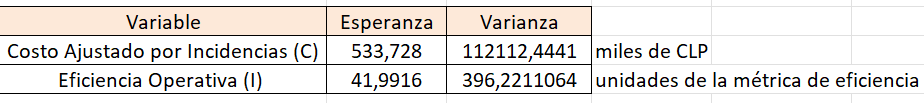 Variable Esperanza Varianza
Costo Ajustado por Incidencias (C) 533,728 112112,4441 miles de CLP
Eficiencia Operativa (I) 41,9916 396,2211064 unidades de la métrica de eficiencia